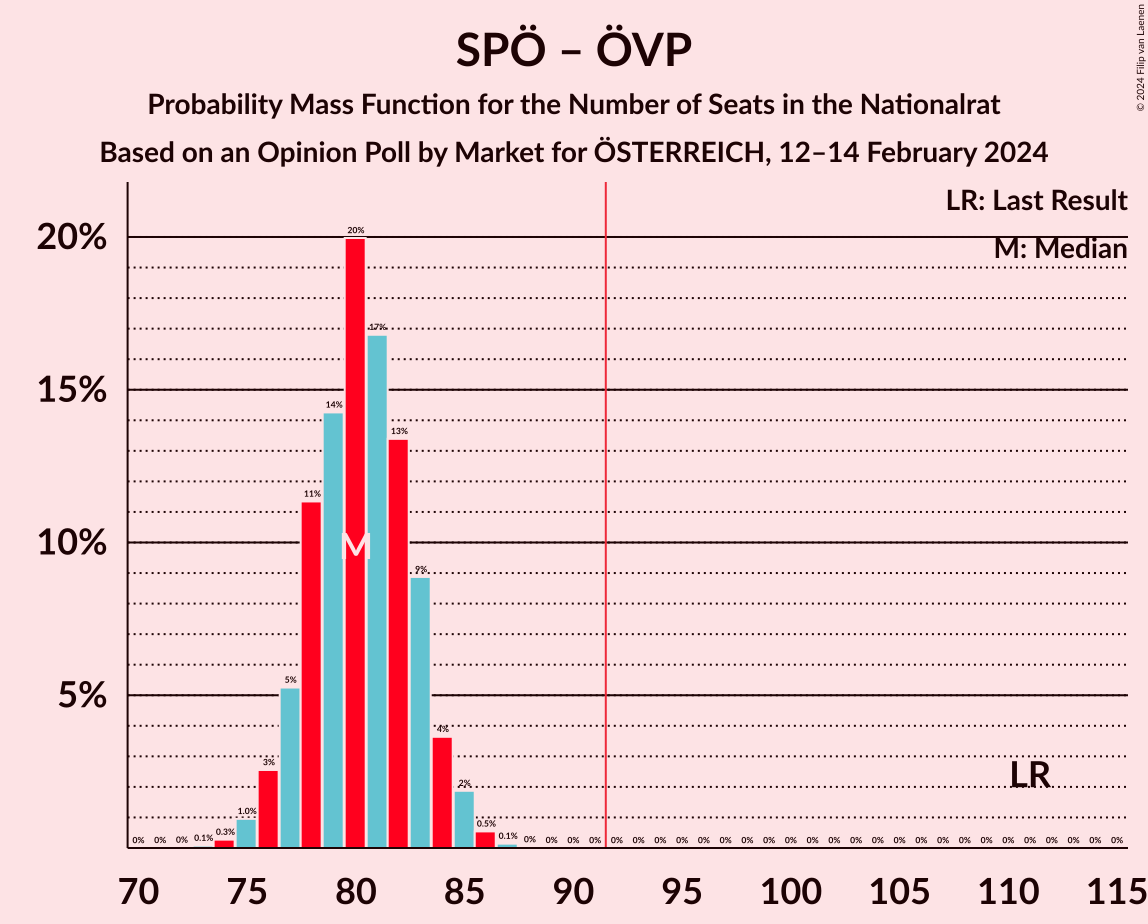 SPÖ – ÖVP
Probability Mass Function for the Number of Seats in the Nationalrat
Based on an Opinion Poll by Market for ÖSTERREICH, 12–14 February 2024
© 2024 Filip van Laenen
LR: Last Result
M: Median
20%
15%
10%
5%
0% 0% 0% 0.1% 0.3% 1.0% 3% 5% 11% 14% 20% 17% 13% 9% 4% 2% 0.5% 0.1% 0% 0% 0% 0% 0% 0% 0% 0% 0% 0% 0% 0% 0% 0% 0% 0% 0% 0% 0% 0% 0% 0% 0% 0% 0% 0% 0% 0%
M
LR
70 75 80 85 90 95 100 105 110 115